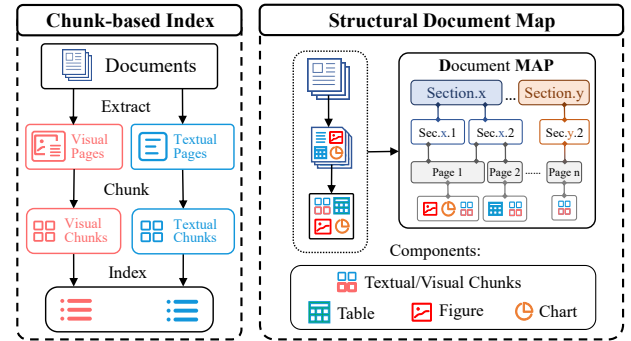 Chunk-based Index
Documents
Extract
Visual
Pages
Textual
Pages
Chunk
Visual
Chunks
Textual
Chunks
Index
Structural Document Map
Document MAP
Section.x
...
Section.y
Sec.x.1
Sec.x.2
Sec.y.2
Page 1
Page 2
......
Page n
Components:
Textual/Visual Chunks
Table
Figure
Chart